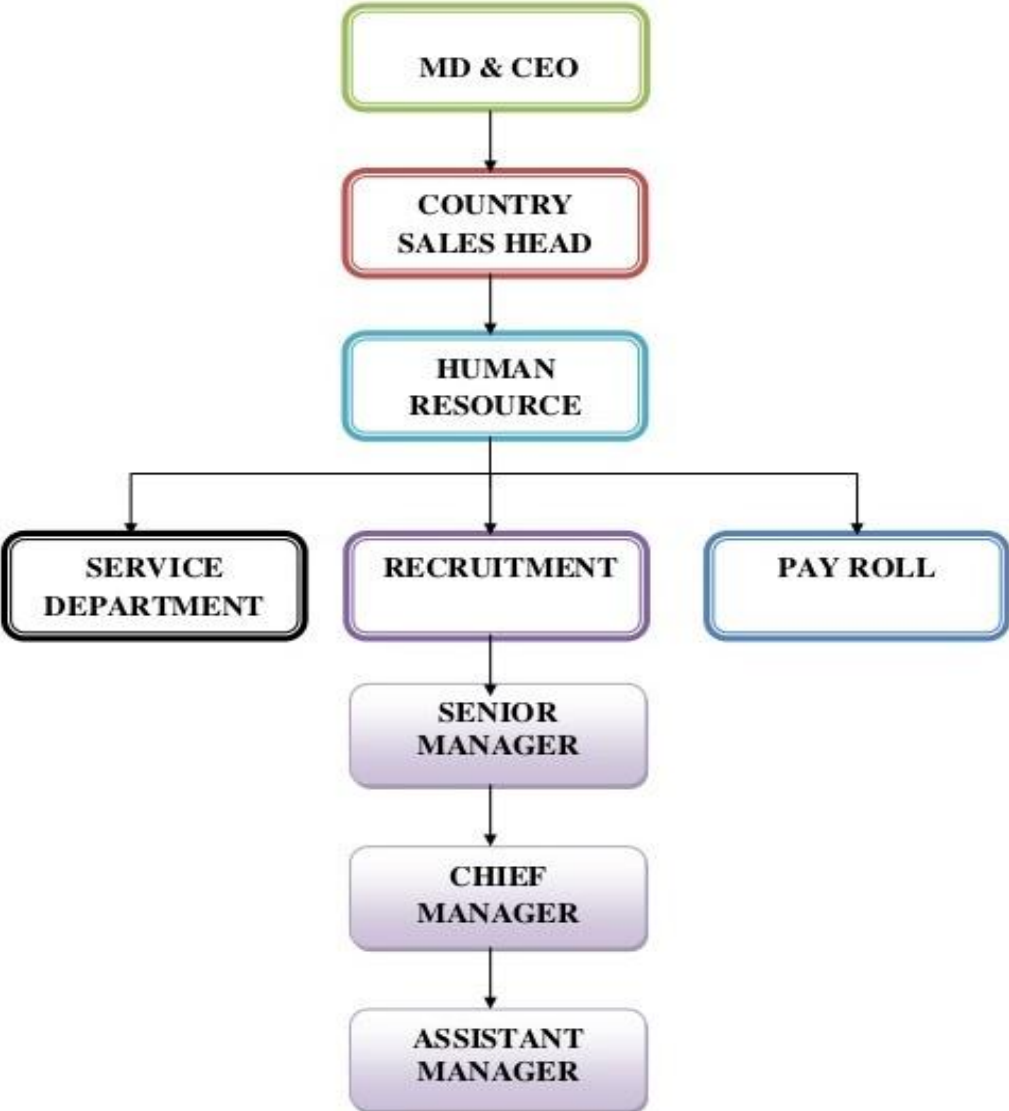 MD & CEO
COUNTRY
SALES HEAD
HUMAN
RESOURCE
SERVICE
DEPARTMENT
RECRUITMENT
PAY ROLL
SENIOR
MANAGER
CHIEF
MANAGER
ASSISTANT
MANAGER